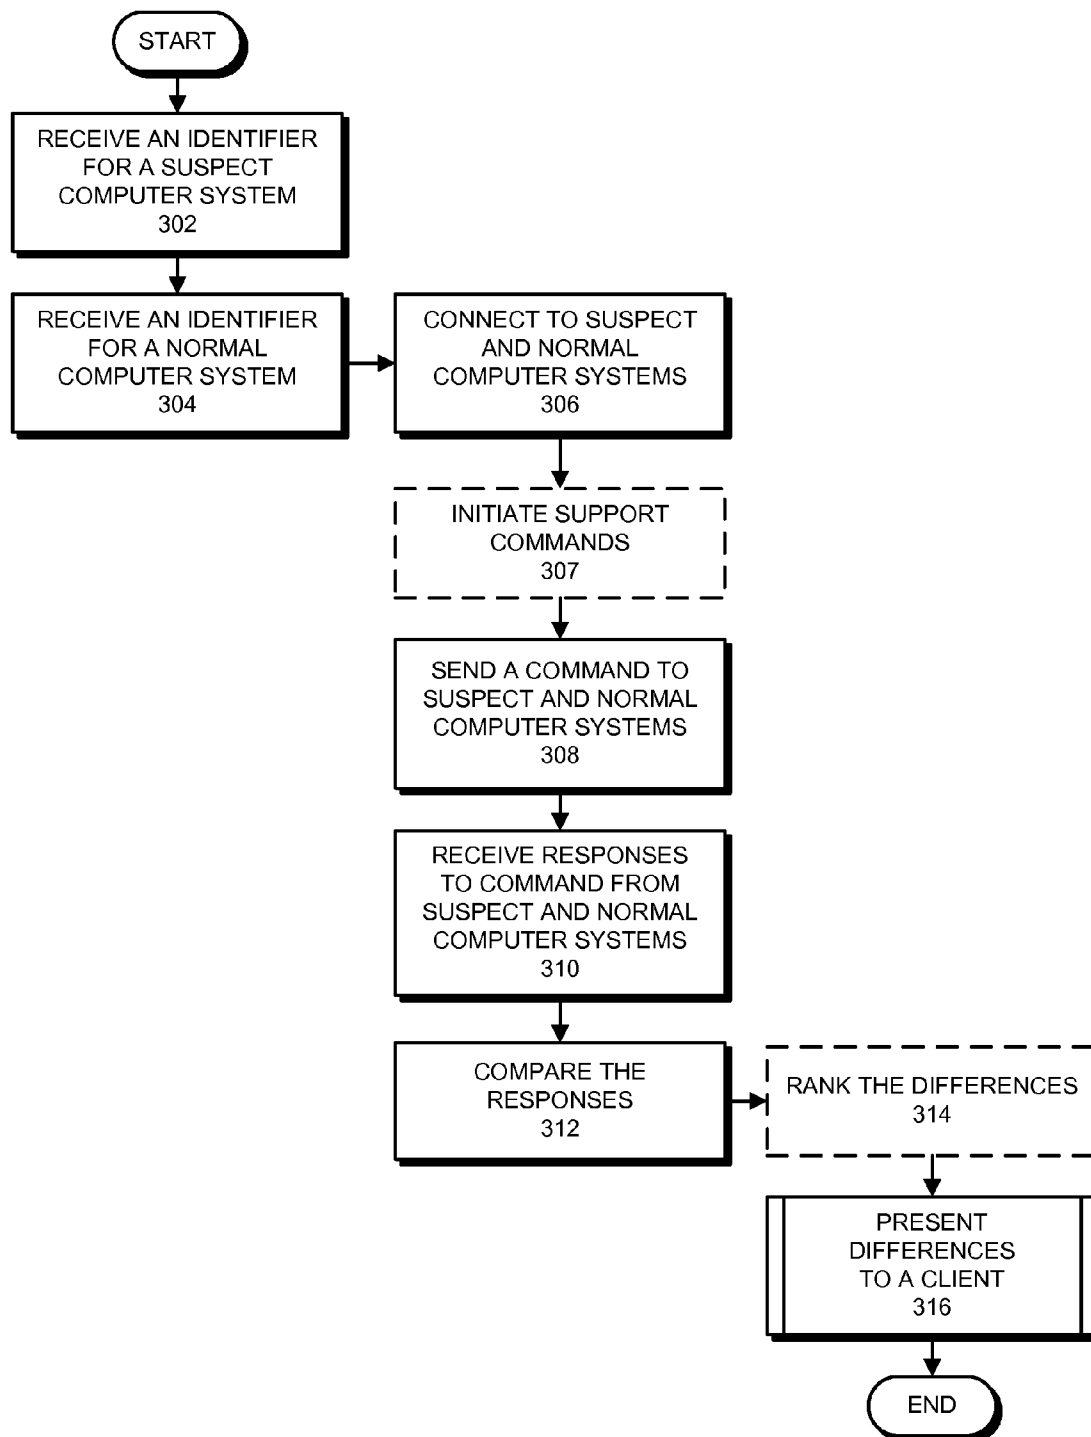 START
RECEIVE AN IDENTIFIER
FOR A SUSPECT
COMPUTER SYSTEM
302
RECEIVE AN IDENTIFIER
FOR A NORMAL
COMPUTER SYSTEM
304
CONNECT TO SUSPECT
AND NORMAL
COMPUTER SYSTEMS
306
INITIATE SUPPORT
COMMANDS
307
SEND A COMMAND TO
SUSPECT AND NORMAL
COMPUTER SYSTEMS
308
RECEIVE RESPONSES
TO COMMAND FROM
SUSPECT AND NORMAL
COMPUTER SYSTEMS
310
COMPARE THE
RESPONSES
312
RANK THE DIFFERENCES
314
PRESENT
DIFFERENCES
TO A CLIENT
316
END